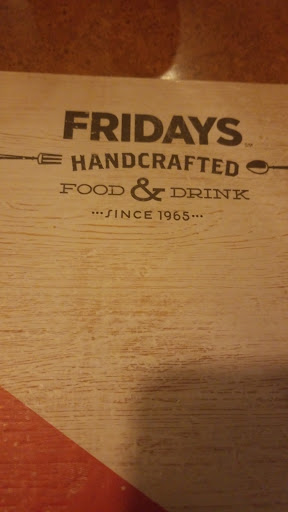 FRIDAYS
HANDCRAFTED
FOOD & DRINK
···SINCE 1965···